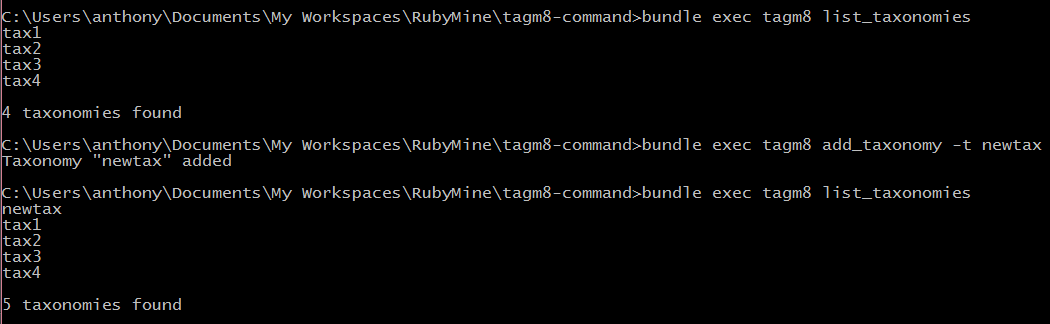 C:\Users\anthony\Documents\My Workspaces\RubyMine\tagm8-command>bundle exec tagm8 list_taxonomies
tax1
tax2
tax3
tax4
4 taxonomies found
C:\Users\anthony\Documents\My Workspaces\RubyMine\tagm8-command>bundle exec tagm8 add_taxonomy -t newtax
Taxonomy "newtax" added
C:\Users\anthony\Documents\My Workspaces\RubyMine\tagm8-command>bundle exec tagm8 list_taxonomies
newtax
tax1
tax2
tax3
tax4
5 taxonomies found